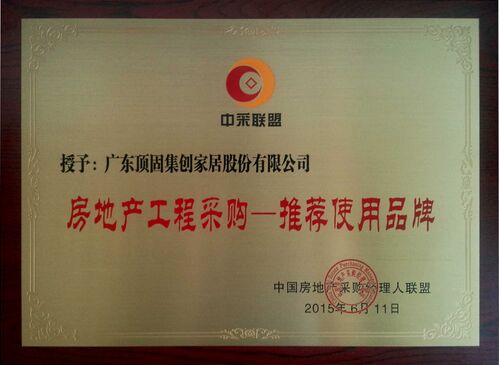 中采联盟
授予：广东顶固集创家居股份有限公司
房地产工程采购—推荐使用品牌
中国房地产采购经理人联盟
2015年6月11日